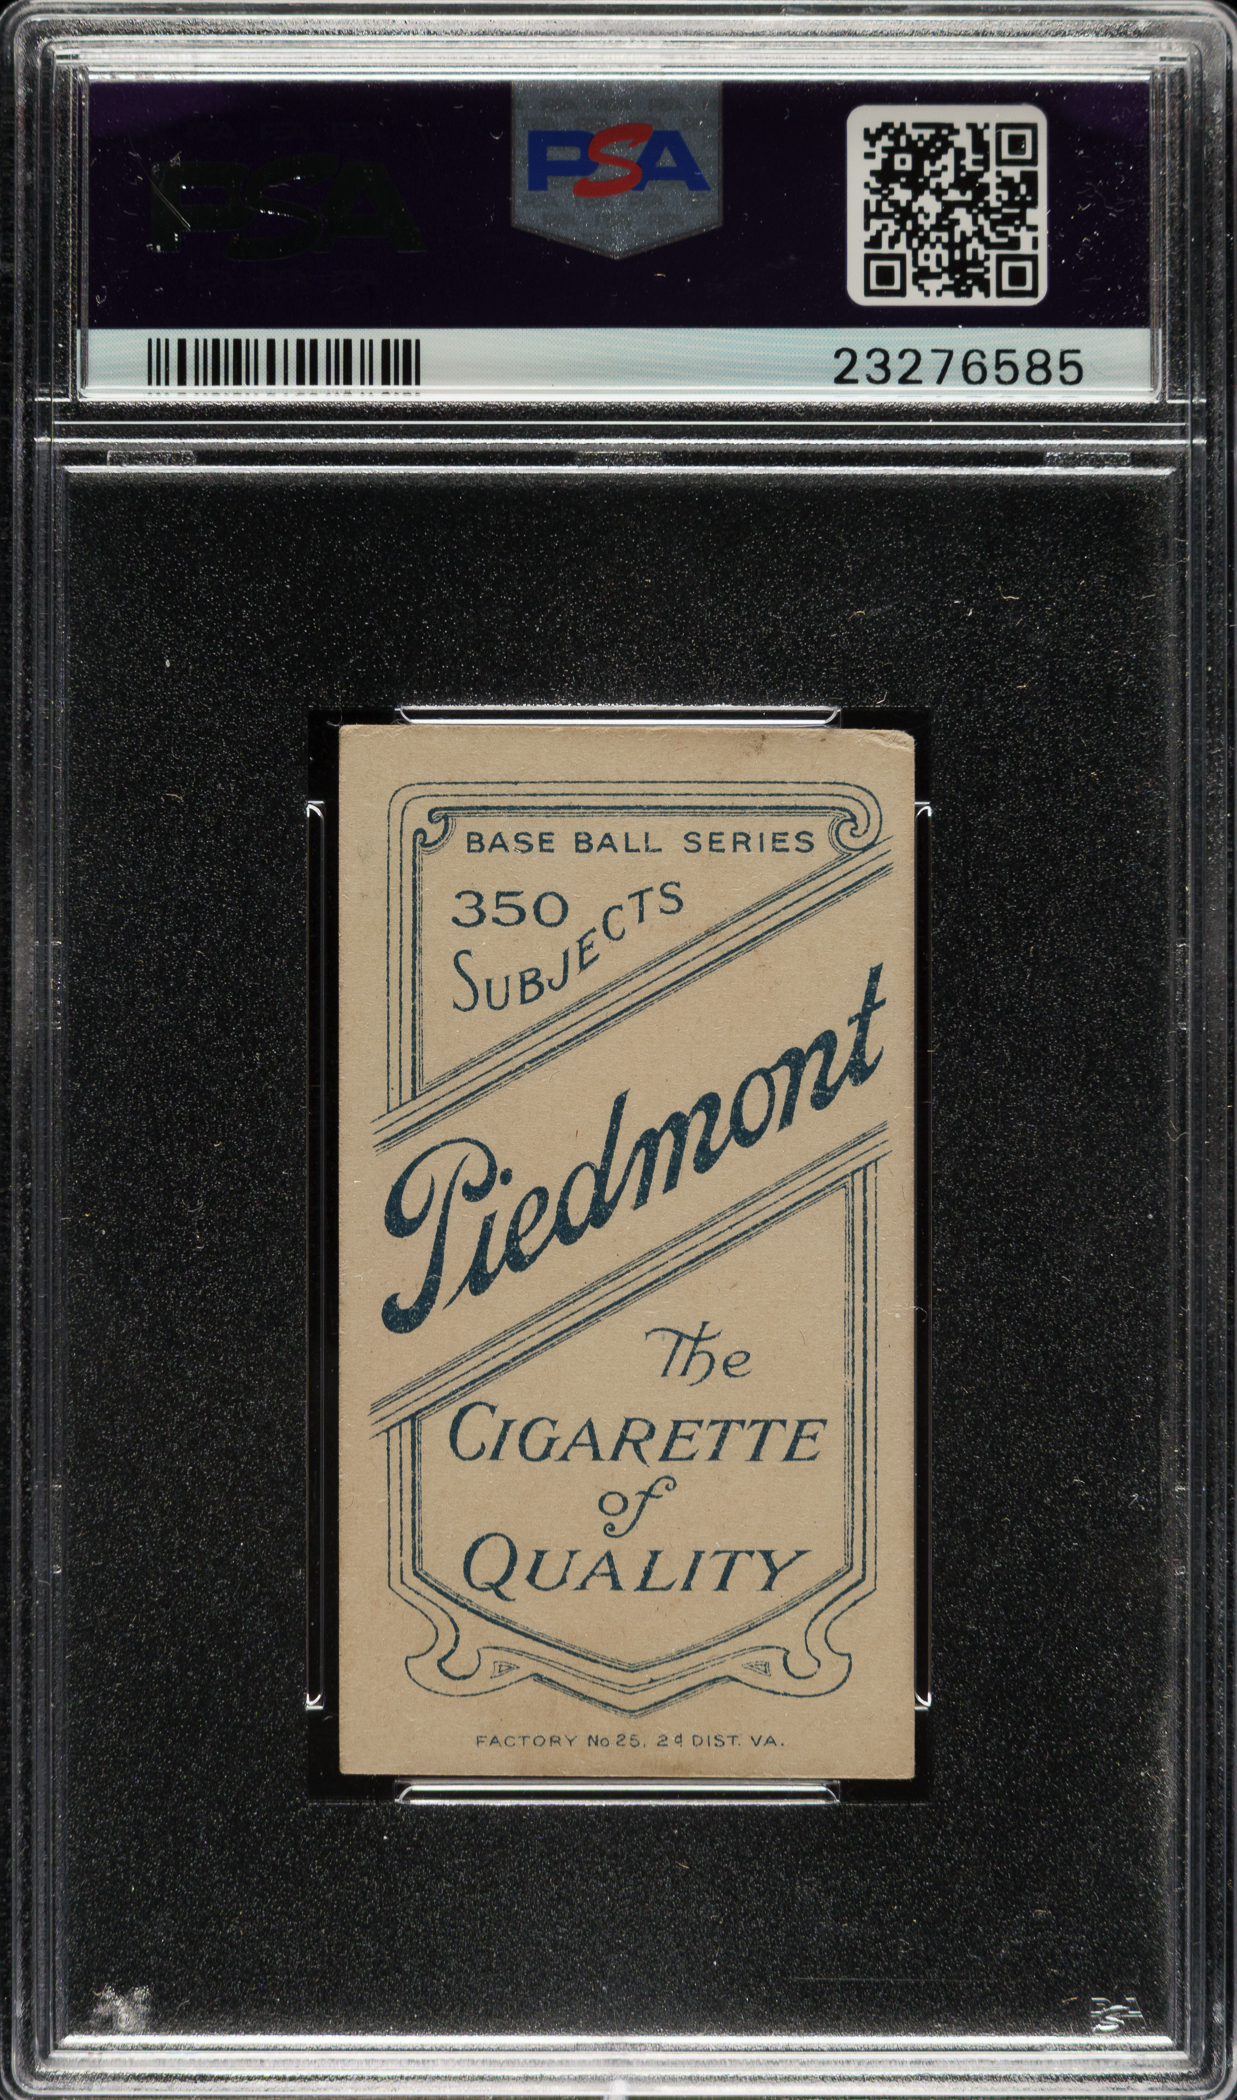 PSA
PSA
23276585
BASE BALL SERIES
350
SUBJECTS
Piedmont
The
CIGARETTE
of
QUALITY
FACTORY No 25, 2d DIST. VA.
PSA